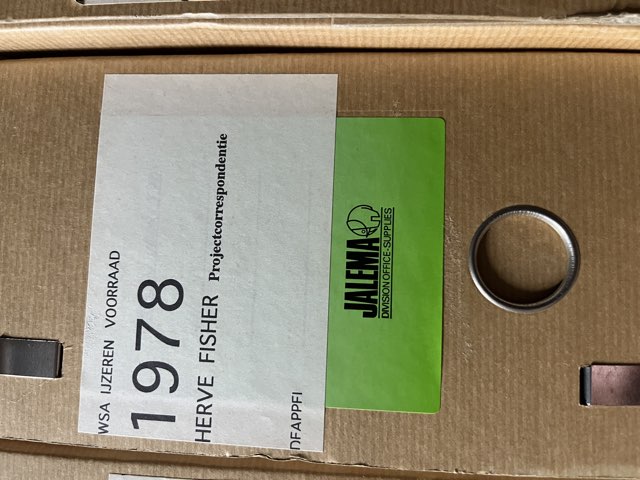 WSA IJZEREN VOORRAAD
1978
HERVE FISHER Projectcorrespondentie
DFAPPFI
JALEMA
DIVISION OFFICE-SUPPLIES